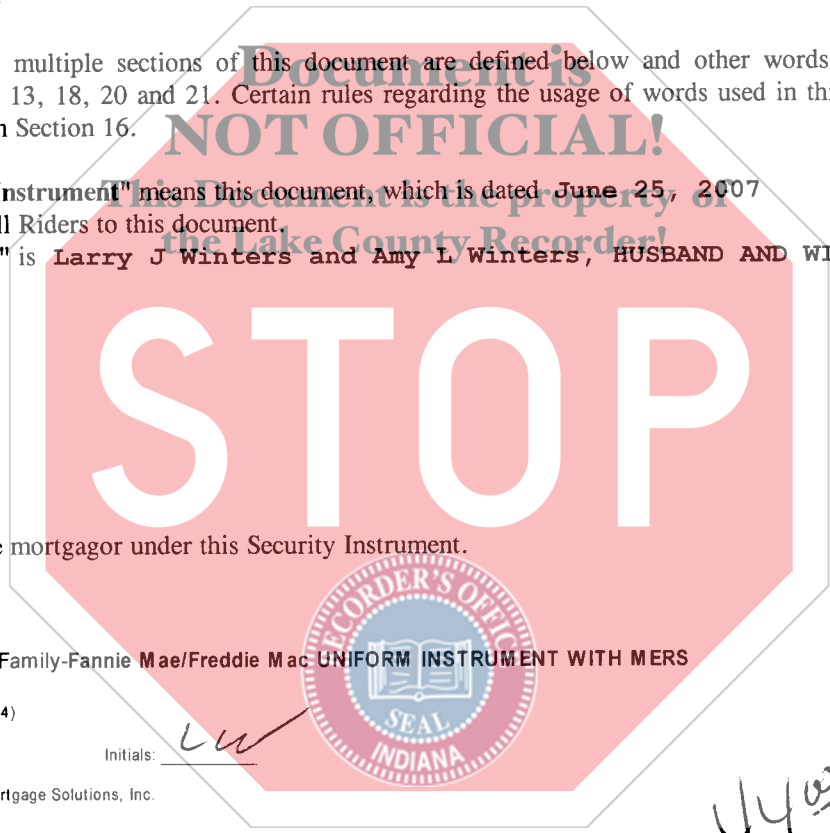 multiple sections of this document are defined below and other words
Document is
13, 18, 20 and 21. Certain rules regarding the usage of words used in
Section 16.
NOT OFFICIAL!
nstrument" means this document, which is dated June 25, 2007
This Document is the property of
Riders to this document.
the Lake County Recorder!
" is Larry J Winters and Amy L Winters, HUSBAND AND WI
STOP
mortgagor under this Security Instrument.
RECORDER'S OFFICE
Family-Fannie Mae/Freddie Mac UNIFORM INSTRUMENT WITH MERS
SEAL
4)
INDIANA
Initials: LW
rtgage Solutions, Inc.